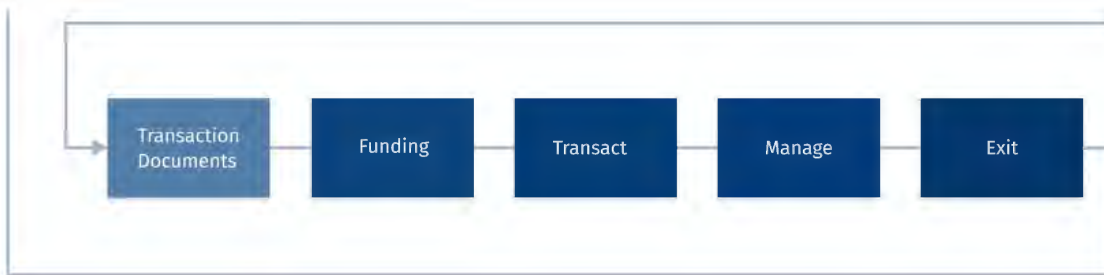 Transaction
Documents
Funding
Transact
Manage
Exit